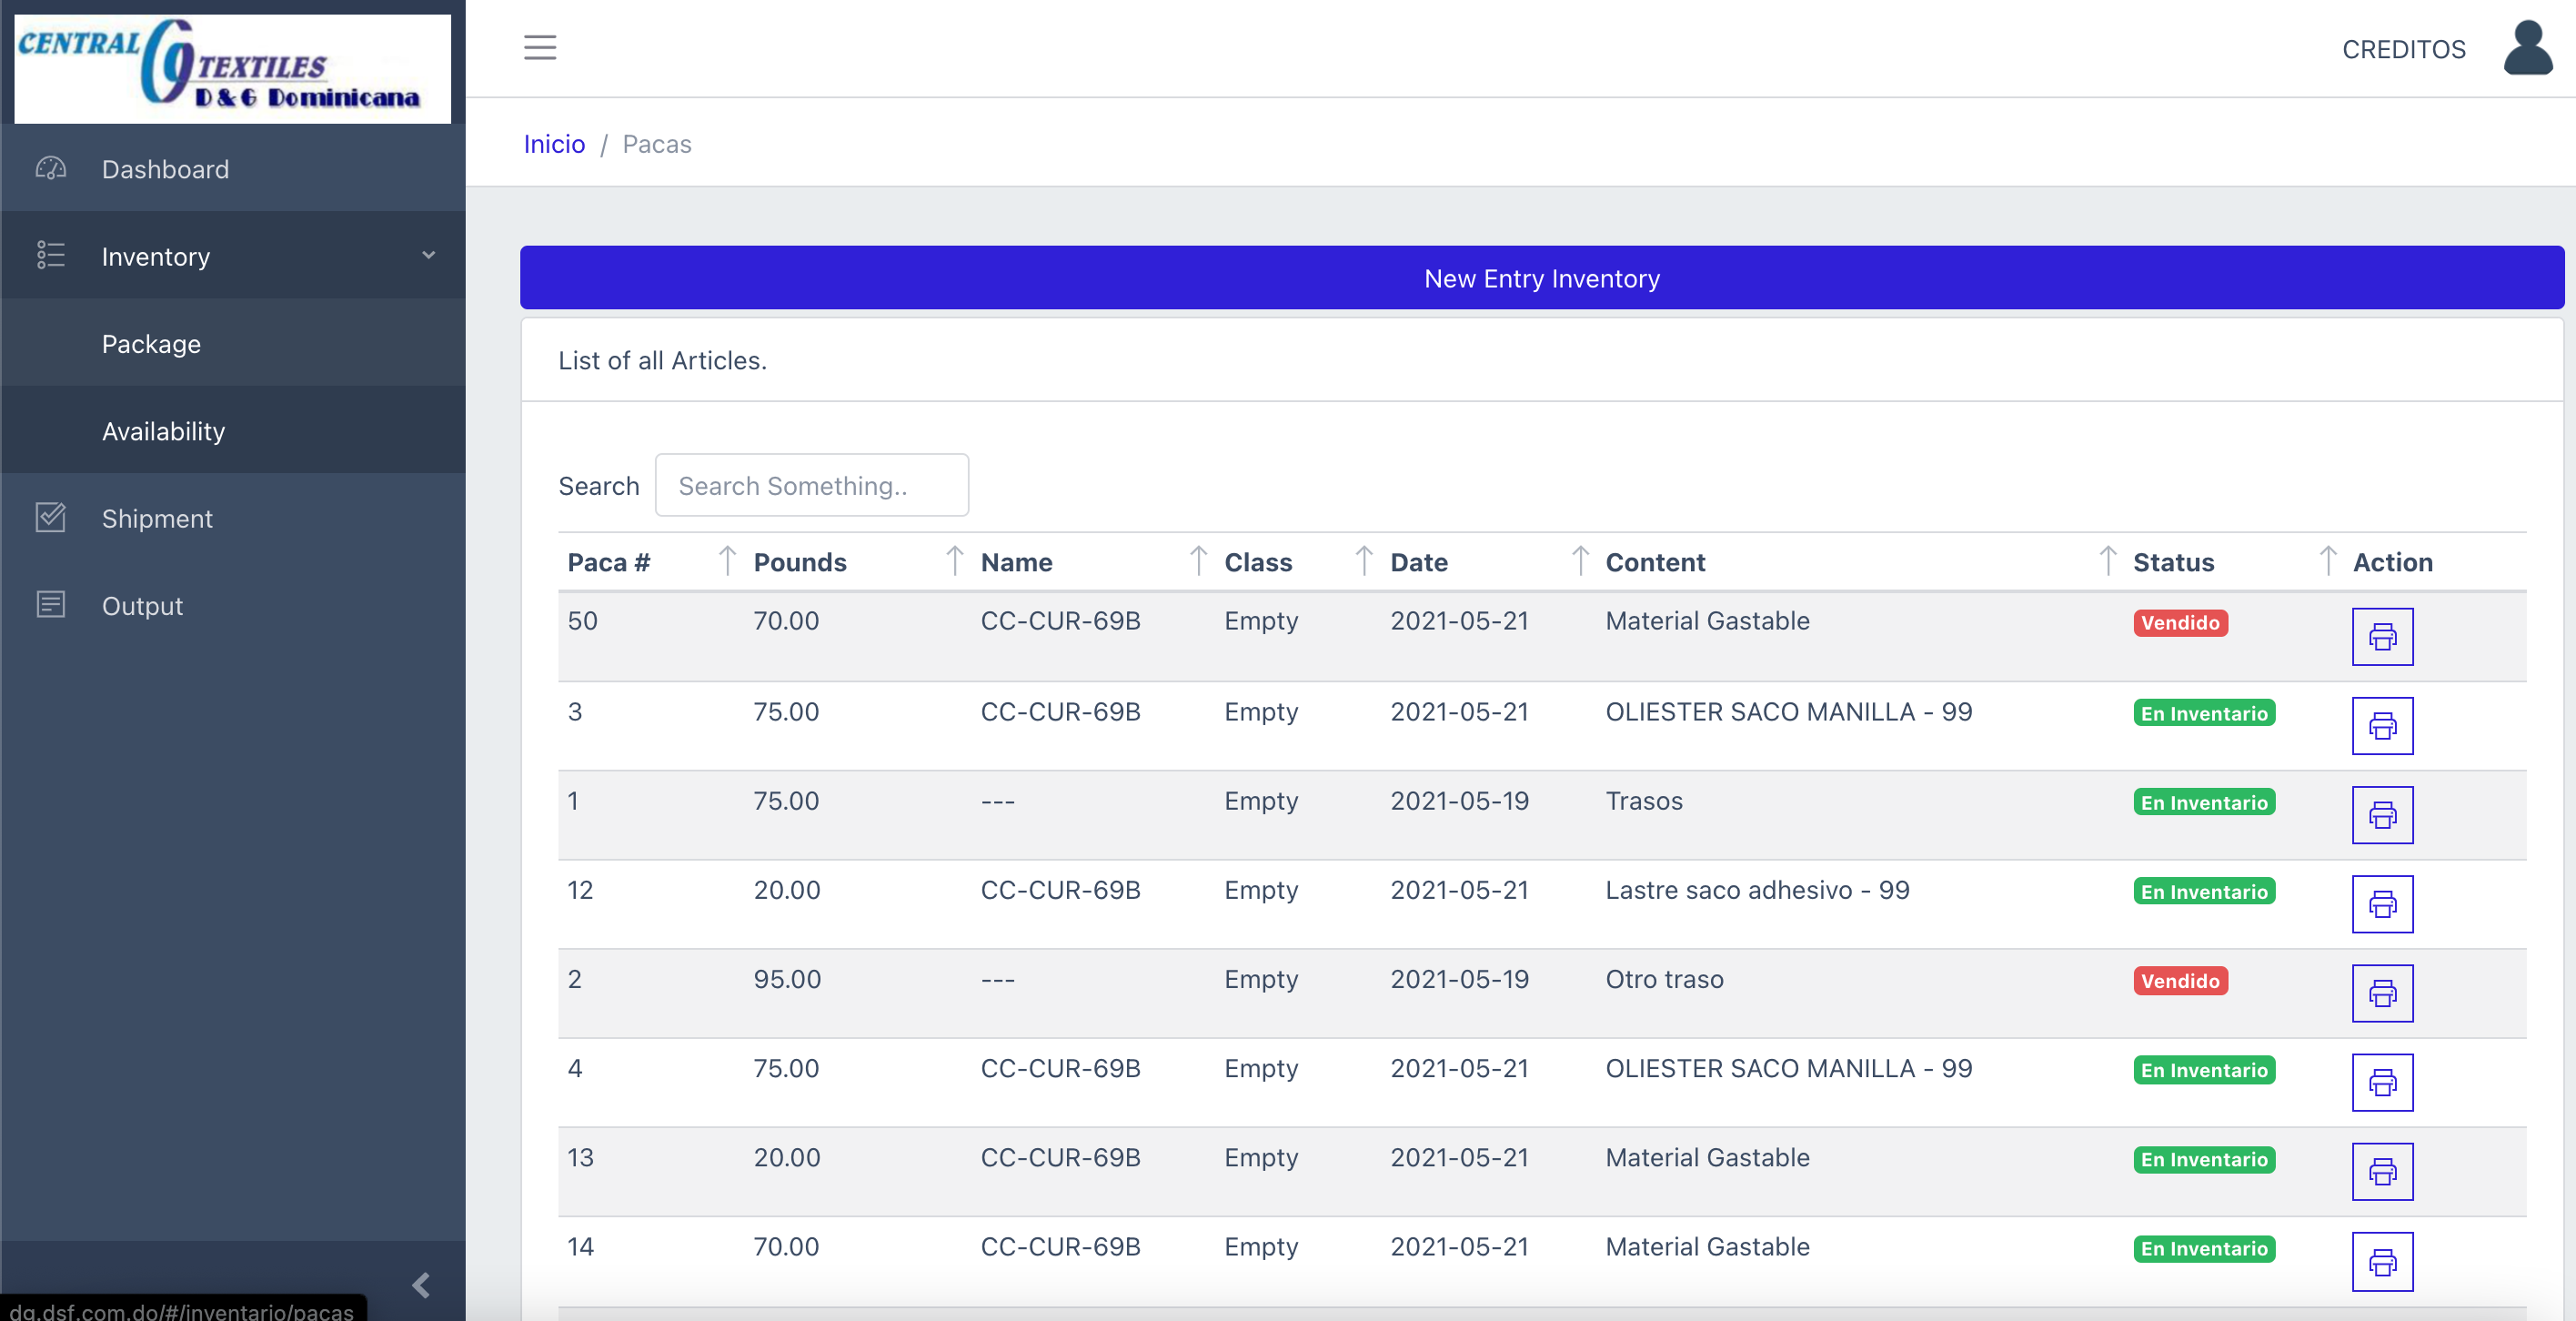 CENTRAL TEXTILES
D & G Dominicana
CREDITOS
Inicio / Pacas
Dashboard
Inventory
Package
Availability
Shipment
Output
New Entry Inventory
List of all Articles.
Search Search Something..
Paca # Pounds Name Class Date Content Status Action
50 70.00 CC-CUR-69B Empty 2021-05-21 Material Gastable Vendido
3 75.00 CC-CUR-69B Empty 2021-05-21 OLIESTER SACO MANILLA - 99 En Inventario
1 75.00 --- Empty 2021-05-19 Trasos En Inventario
12 20.00 CC-CUR-69B Empty 2021-05-21 Lastre saco adhesivo - 99 En Inventario
2 95.00 --- Empty 2021-05-19 Otro traso Vendido
4 75.00 CC-CUR-69B Empty 2021-05-21 OLIESTER SACO MANILLA - 99 En Inventario
13 20.00 CC-CUR-69B Empty 2021-05-21 Material Gastable En Inventario
14 70.00 CC-CUR-69B Empty 2021-05-21 Material Gastable En Inventario
dg.dsf.com.do/#/inventario/pacas